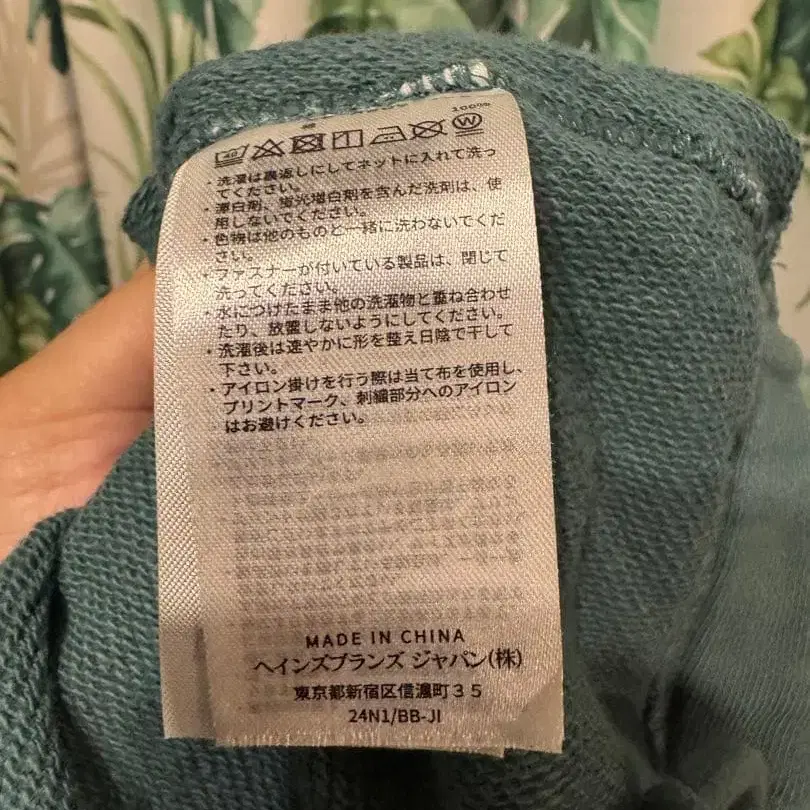 100%
40
W
・洗濯は裏返しにしてネットに入れて洗っ
てください。
・漂白剤、蛍光増白剤を含んだ洗剤は、使
用しないでください。
・色物は他のものと一緒に洗わないでくだ
さい。
・ファスナーが付いている製品は、閉じて
洗ってください。
・水につけたまま他の洗濯物と重ね合わせ
たり、放置しないようにしてください。
・洗濯後は速やかに形を整え日陰で干して
下さい。
・アイロン掛けを行う際は当て布を使用し、
プリントマーク、刺繍部分へのアイロン
はお避けください。
MADE IN CHINA
ヘインズブランズ ジャパン(株)
東京都新宿区信濃町35
24N1/BB-JI